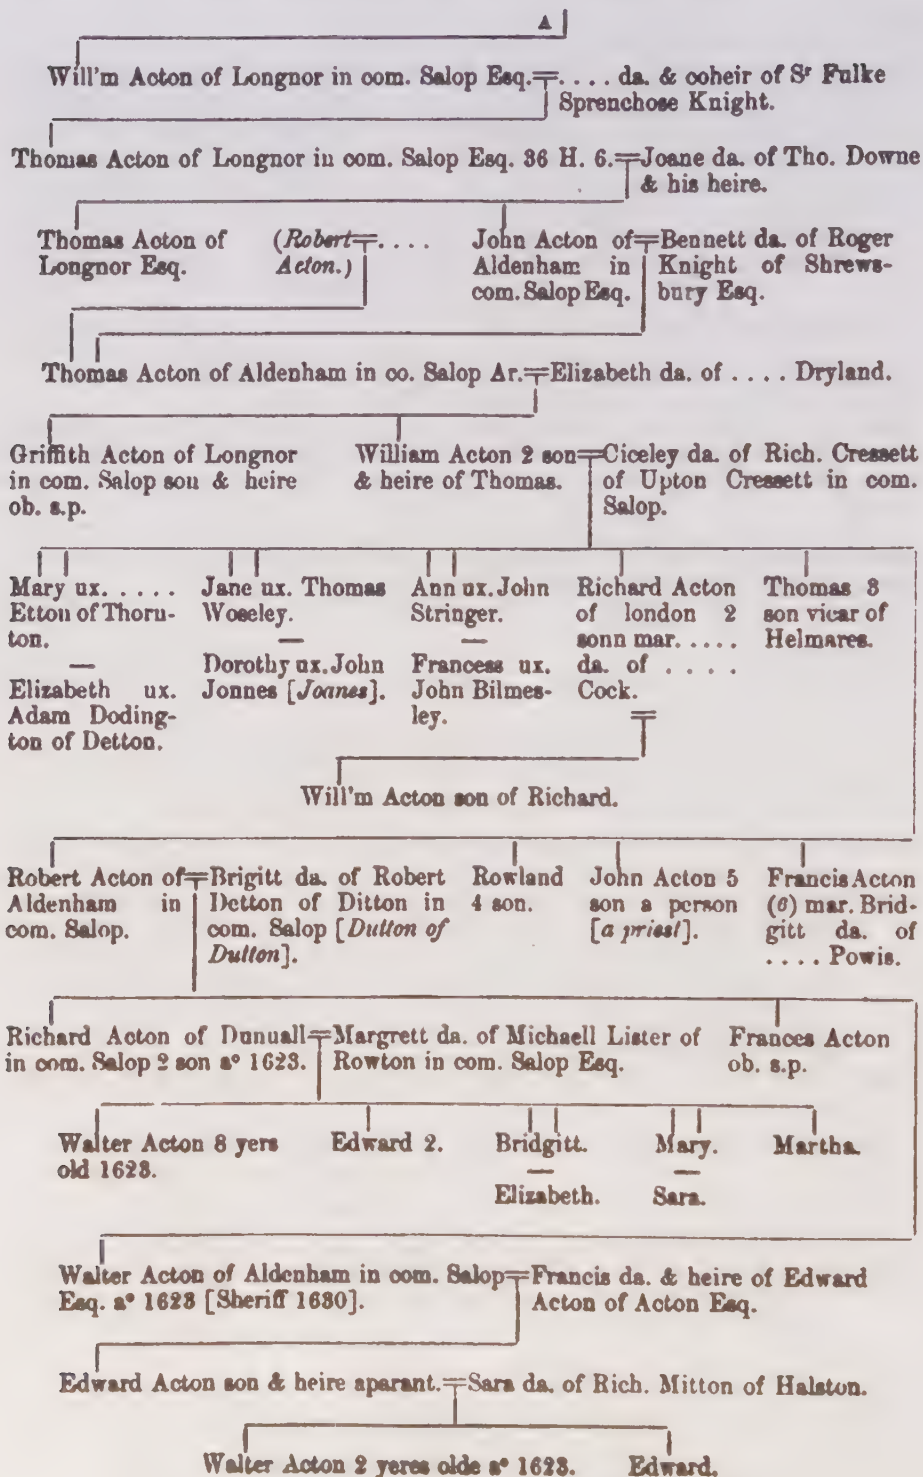 A
Will'm Acton of Longnor in com. Salop Esq.=. . . . da. & coheir of Sr Fulke
Sprenchose Knight.
Thomas Acton of Longnor in com. Salop Esq. 36 H. 6.=Joane da. of Tho. Downe
& his heire.
Thomas Acton of
Longnor Esq.
(Robert=. . . .
Acton.)
John Acton of=Bennett da. of Roger
Aldenham in
com. Salop Esq.
Knight of Shrews-
bury Esq.
Thomas Acton of Aldenham in co. Salop Ar.=Elizabeth da. of . . . . Dryland.
Griffith Acton of Longnor
in com. Salop son & heire
ob. s.p.
William Acton 2 son=Ciceley da. of Rich. Cressett
& heire of Thomas.
of Upton Cressett in com.
Salop.
Mary ux. . . . .
Etton of Thorn-
ton.
—
Elizabeth ux.
Adam Doding-
ton of Detton.
Jane ux. Thomas
Woseley.
—
Dorothy ux. John
Jonnes [Joanes].
Ann ux. John
Stringer.
—
Francess ux.
John Bilmes-
ley.
Richard Acton
of london 2
sonn mar. . . . .
da. of . . . .
Cock.
=
Thomas 3
son vicar of
Helmares.
Will'm Acton son of Richard.
Robert Acton of=Brigitt da. of Robert
Aldenham in
com. Salop.
Detton of Ditton in
com. Salop [Dutton of
Dutton].
Rowland
4 son.
John Acton 5
son a person
[a priest].
Francis Acton
(6) mar. Brid-
gitt da. of
. . . . Powis.
Richard Acton of Dunuall=Margrett da. of Michaell Lister of
in com. Salop 2 son aº 1623.
Rowton in com. Salop Esq.
Frances Acton
ob. s.p.
Walter Acton 8 yers
old 1623.
Edward 2.
Bridgitt.
—
Elizabeth.
Mary.
—
Sara.
Martha.
Walter Acton of Aldenham in com. Salop=Francis da. & heire of Edward
Esq. aº 1623 [Sheriff 1630].
Acton of Acton Esq.
Edward Acton son & heire aparant.=Sara da. of Rich. Mitton of Halston.
Walter Acton 2 yeres olde aº 1623.
Edward.